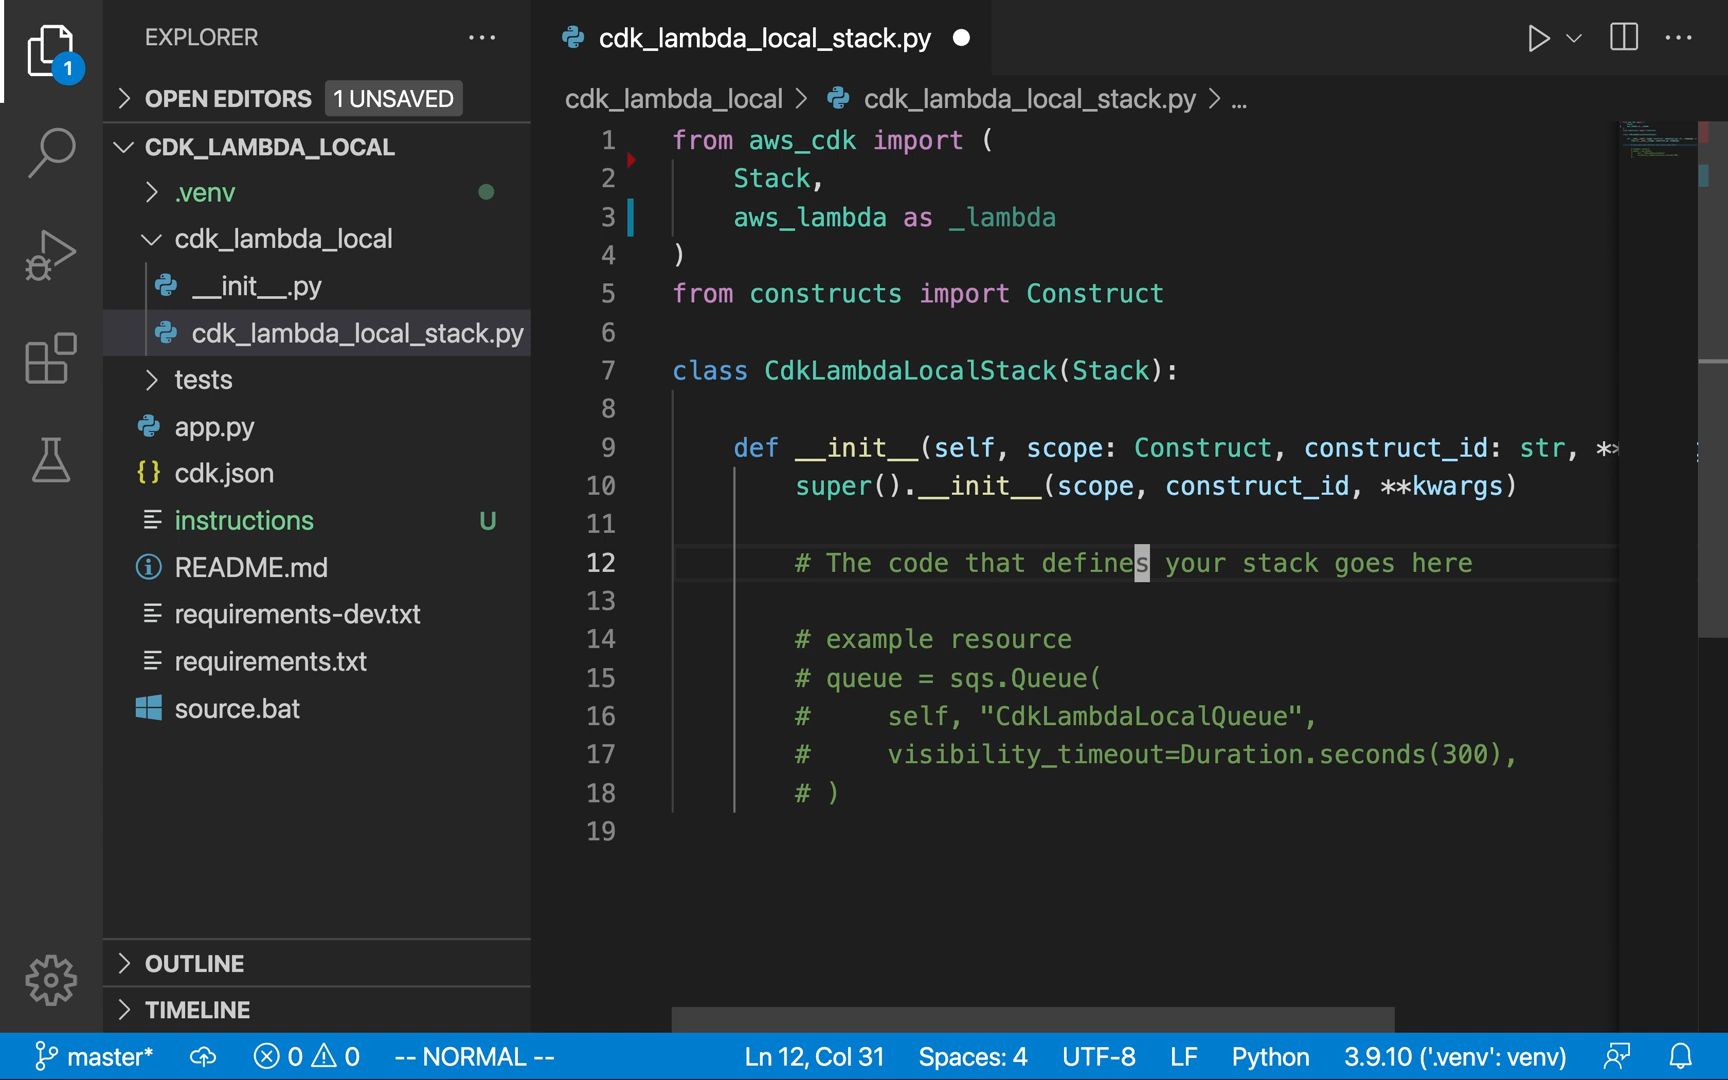 1
EXPLORER
OPEN EDITORS 1 UNSAVED
CDK_LAMBDA_LOCAL
.venv
cdk_lambda_local
__init__.py
cdk_lambda_local_stack.py
tests
app.py
{} cdk.json
instructions U
README.md
requirements-dev.txt
requirements.txt
source.bat
OUTLINE
TIMELINE
cdk_lambda_local_stack.py
cdk_lambda_local > cdk_lambda_local_stack.py > ...
1 from aws_cdk import (
2     Stack,
3     aws_lambda as _lambda
4 )
5 from constructs import Construct
6
7 class CdkLambdaLocalStack(Stack):
8
9     def __init__(self, scope: Construct, construct_id: str, **
10         super().__init__(scope, construct_id, **kwargs)
11
12         # The code that defines your stack goes here
13
14         # example resource
15         # queue = sqs.Queue(
16         #     self, "CdkLambdaLocalQueue",
17         #     visibility_timeout=Duration.seconds(300),
18         # )
19
master* 0 0 -- NORMAL -- Ln 12, Col 31 Spaces: 4 UTF-8 LF Python 3.9.10 ('.venv': venv)